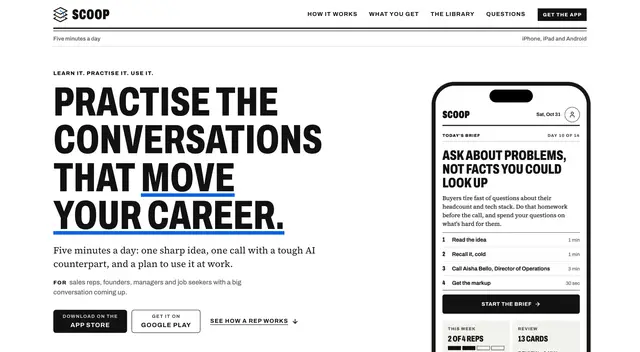 SCOOP
HOW IT WORKS
WHAT YOU GET
THE LIBRARY
QUESTIONS
GET THE APP
Five minutes a day
iPhone, iPad and Android
LEARN IT. PRACTISE IT. USE IT.
PRACTISE THE
CONVERSATIONS
THAT MOVE
YOUR CAREER.
Five minutes a day: one sharp idea, one call with a tough AI
counterpart, and a plan to use it at work.
FOR sales reps, founders, managers and job seekers with a big
conversation coming up.
DOWNLOAD ON THE
APP STORE
GET IT ON
GOOGLE PLAY
SEE HOW A REP WORKS ↓
SCOOP
Sat, Oct 31
TODAY'S BRIEF
DAY 10 OF 14
ASK ABOUT PROBLEMS,
NOT FACTS YOU COULD
LOOK UP
Buyers tire fast of questions about their
headcount and tech stack. Do that homework
before the call, and spend your questions on
what's hard for them.
1 Read the idea 1 min
2 Recall it, cold 1 min
3 Call Aisha Bello, Director of Operations 3 min
4 Get the markup 30 sec
START THE BRIEF →
THIS WEEK
2 OF 4 REPS
REVIEW
13 CARDS